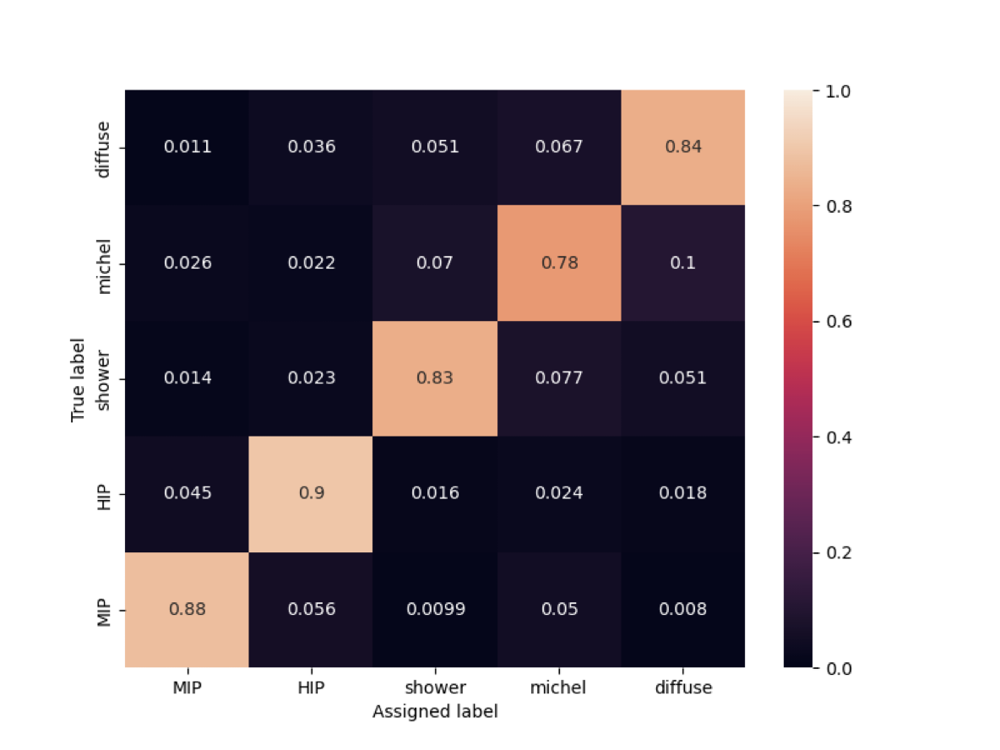 1.0
diffuse 0.011 0.036 0.051 0.067 0.84
0.8
michel 0.026 0.022 0.07 0.78 0.1
0.6
True label
shower 0.014 0.023 0.83 0.077 0.051
0.4
HIP 0.045 0.9 0.016 0.024 0.018
0.2
MIP 0.88 0.056 0.0099 0.05 0.008
0.0
MIP HIP shower michel diffuse
Assigned label